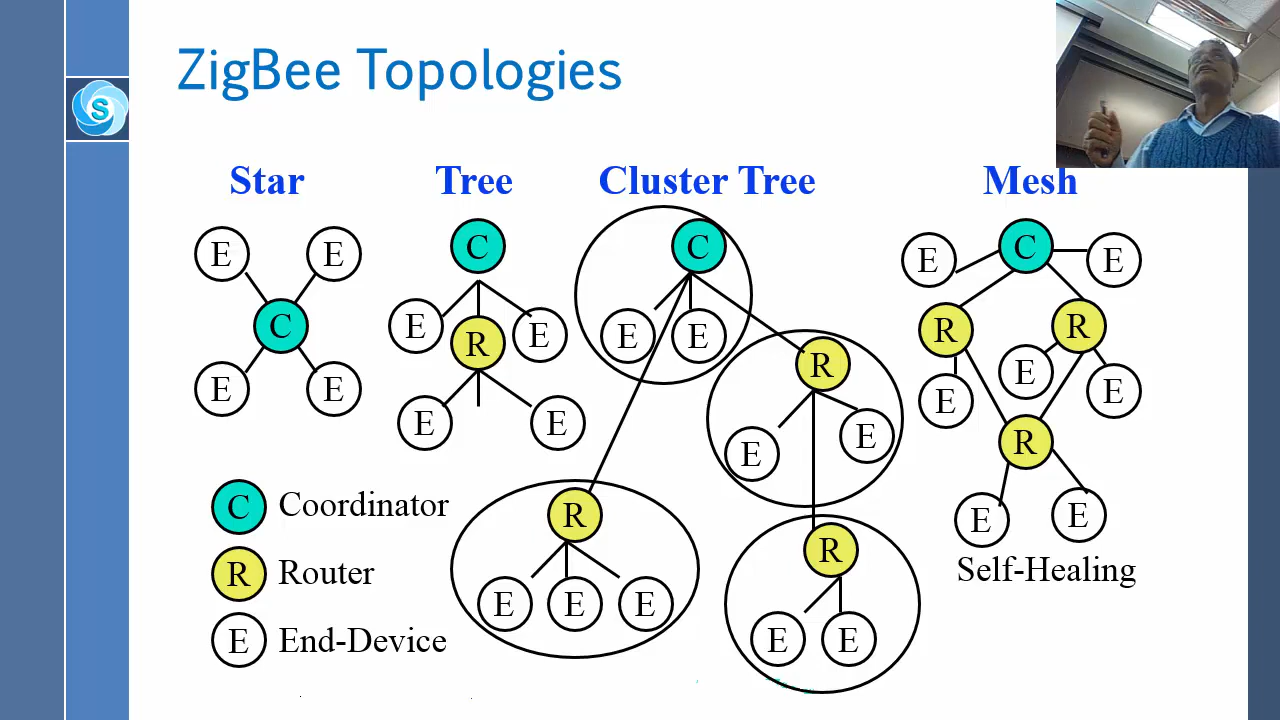 ZigBee Topologies
S
Star
E
E
C
E
E
Tree
C
E
R
E
E
E
Cluster Tree
C
E
E
R
E
E
R
E
E
E
R
E
E
Mesh
E
C
E
R
R
E
E
E
R
E
E
Self-Healing
C Coordinator
R Router
E End-Device